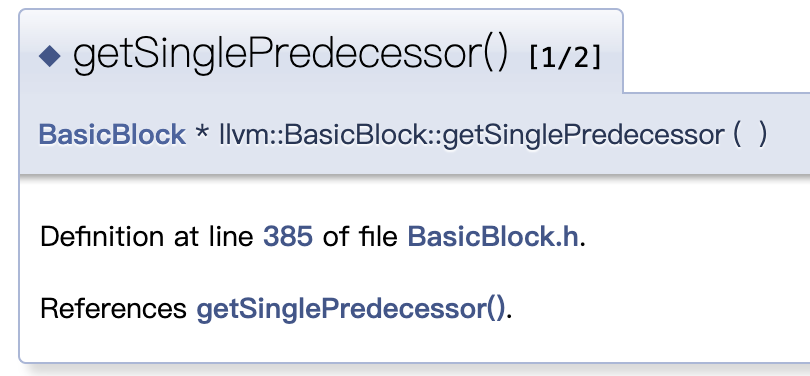 ◆ getSinglePredecessor() [1/2]
BasicBlock * llvm::BasicBlock::getSinglePredecessor ( )
Definition at line 385 of file BasicBlock.h.
References getSinglePredecessor().